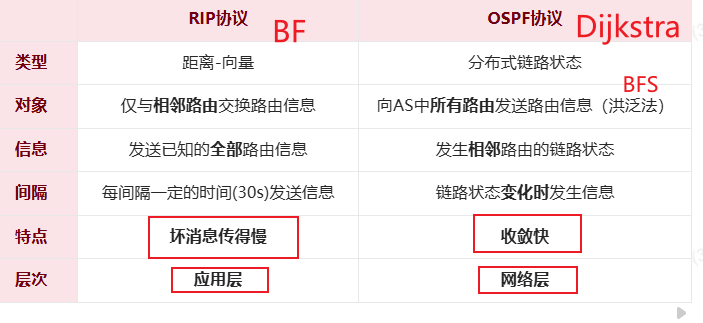 RIP协议 BF OSPF协议 Dijkstra
类型 距离-向量 分布式链路状态
BFS
对象 仅与相邻路由交换路由信息 向AS中所有路由发送路由信息（洪泛法）
信息 发送已知的全部路由信息 发生相邻路由的链路状态
间隔 每间隔一定的时间(30s)发送信息 链路状态变化时发生信息
特点 坏消息传得慢 收敛快
层次 应用层 网络层